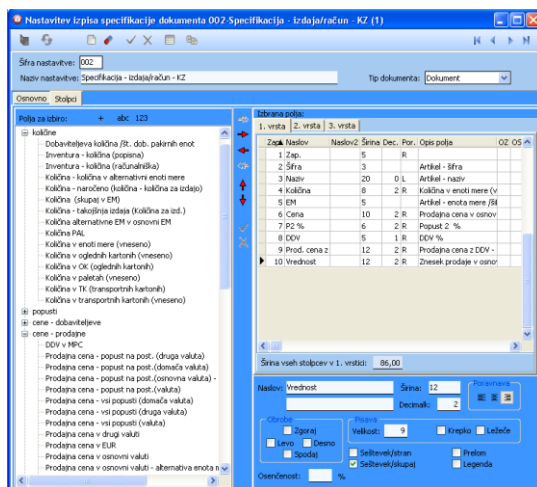 Nastavitev izpisa specifikacije dokumenta 002-Specifikacija - izdaja/račun - KZ (1)
Šifra nastavitve: 002
Naziv nastavitve: Specifikacija - izdaja/račun - KZ
Tip dokumenta: Dokument
Osnovno Stolpci
Polja za izbiro: + abc 123
količine
Dobaviteljeva količina /št. dob. pakirnih enot
Inventura - količina (popisna)
Inventura - količina (računalniška)
Količina - količina v alternativni enoti mere
Količina - naročeno (količina - količina za izdajo)
Količina (skupaj v EM)
Količina - takojšnja izdaja (Količina za izd.)
Količine alternativne EM v osnovni EM
Količina PAL
Količina v enoti mere (vneseno)
Količina v oglednih kartonih (vneseno)
Količina v OK (oglednih kartonih)
Količina v paletah (vneseno)
Količina v TK (transportnih kartonih)
Količina v transportnih kartonih (vneseno)
popusti
cene - dobaviteljeve
cene - prodajne
DDV v MPC
Prodajna cena - popust na post. (druga valuta)
Prodajna cena - popust na post.(domača valuta)
Prodajna cena - popust na post.(osnovna valuta) -
Prodajna cena - popust na post.(valuta)
Prodajna cena - vsi popusti (domača valuta)
Prodajna cena - vsi popusti (druga valuta)
Prodajna cena - vsi popusti (valuta)
Prodajna cena v drugi valuti
Prodajna cena v EUR
Prodajna cena v osnovni valuti
Prodajna cena v osnovni valuti - alternativa enota m
Izbrana polja:
1. vrsta 2. vrsta 3. vrsta
Zap Naslov Naslov2 Širina Dec. Por. Opis polja OZ OS
1 Zap. 5 R
2 Šifra 3 Artikel - šifra
3 Naziv 20 0 L Artikel - naziv
4 Količina 8 2 R Količina v enoti mere (v
5 EM 5 Artikel - enota mere /ši
6 Cena 10 2 R Prodajna cena v osnov
7 P2 % 6 2 R Popust 2 %
8 DDV 5 1 R DDV %
9 Prod. cena z 12 2 R Prodajna cena z DDV -
10 Vrednost 12 2 R Znesek prodaje v osnov
Širina vseh stolpcev v 1. vrstici: 86,00
Naslov: Vrednost Širina: 12 Poravnava
Decimalk: 2
Obrobe Pisava
Zgoraj Velikost: 9 Krepko Ležeče
Levo Desno
Spodaj Seštevek/stran Prelom
Seštevek/skupaj Legenda
Osenčenost: %